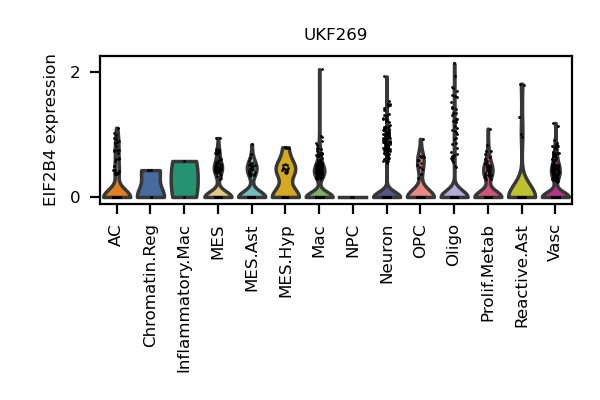 UKF269
EIF2B4 expression
2
0
AC
Chromatin.Reg
Inflammatory.Mac
MES
MES.Ast
MES.Hyp
Mac
NPC
Neuron
OPC
Oligo
Prolif.Metab
Reactive.Ast
Vasc